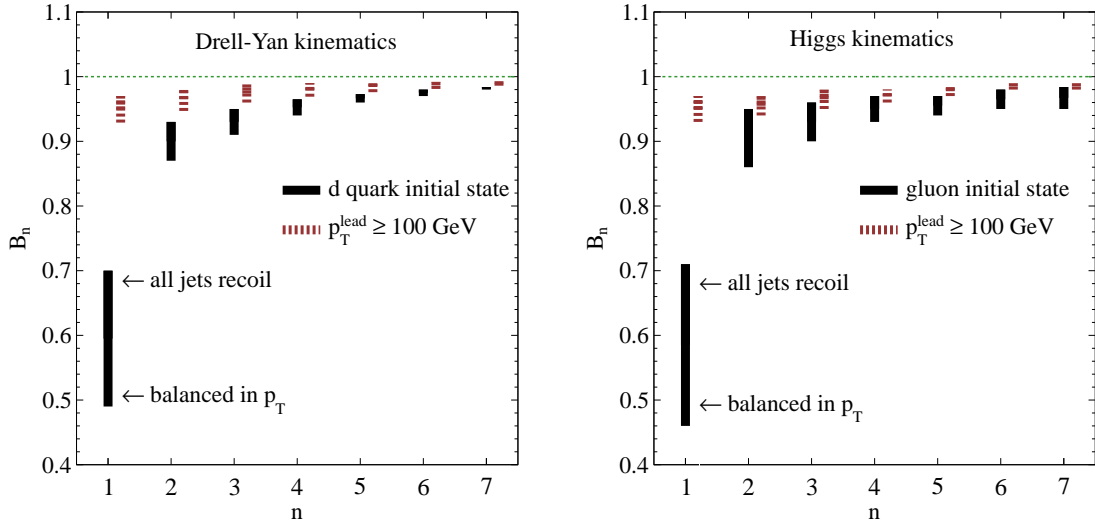 Drell-Yan kinematics
1.1
1
0.9
0.8
0.7
0.6
0.5
0.4
B_n
d quark initial state
p_T^lead ≥ 100 GeV
← all jets recoil
← balanced in p_T
1 2 3 4 5 6 7
n
Higgs kinematics
1.1
1
0.9
0.8
0.7
0.6
0.5
0.4
B_n
gluon initial state
p_T^lead ≥ 100 GeV
← all jets recoil
← balanced in p_T
1 2 3 4 5 6 7
n